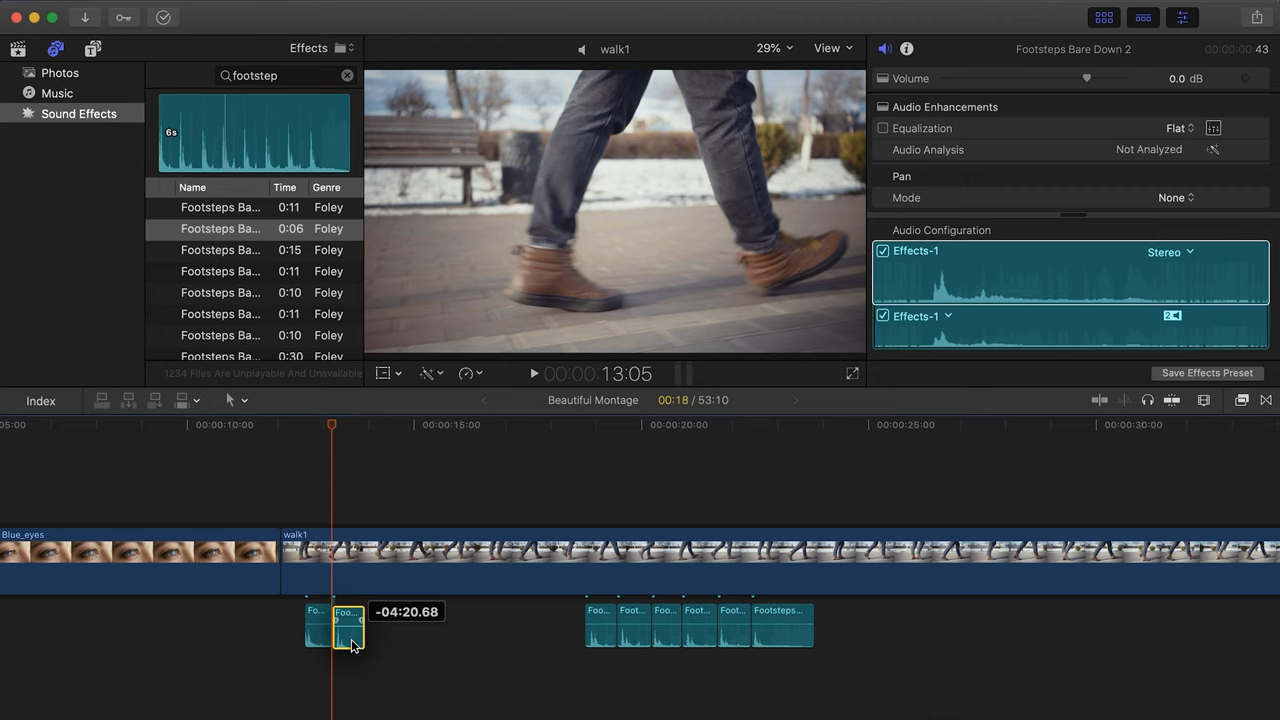 Effects
walk1
29%
View
Footsteps Bare Down 2
00:00:00:43
Photos
Music
Sound Effects
footstep
6s
Name Time Genre
Footsteps Ba... 0:11 Foley
Footsteps Ba... 0:06 Foley
Footsteps Ba... 0:15 Foley
Footsteps Ba... 0:11 Foley
Footsteps Ba... 0:10 Foley
Footsteps Ba... 0:11 Foley
Footsteps Ba... 0:10 Foley
Footsteps Ba... 0:30 Foley
1234 Files Are Unplayable And Unavailable
Volume 0.0 dB
Audio Enhancements
Equalization Flat
Audio Analysis Not Analyzed
Pan
Mode None
Audio Configuration
Effects-1 Stereo
Effects-1 2
Save Effects Preset
00:00:13:05
Index
Beautiful Montage 00:18 / 53:10
05:00 00:00:10:00 00:00:15:00 00:00:20:00 00:00:25:00 00:00:30:00
Blue_eyes walk1
Fo... Foo... -04:20.68 Foo... Foot... Foo... Foot... Foot... Footsteps...